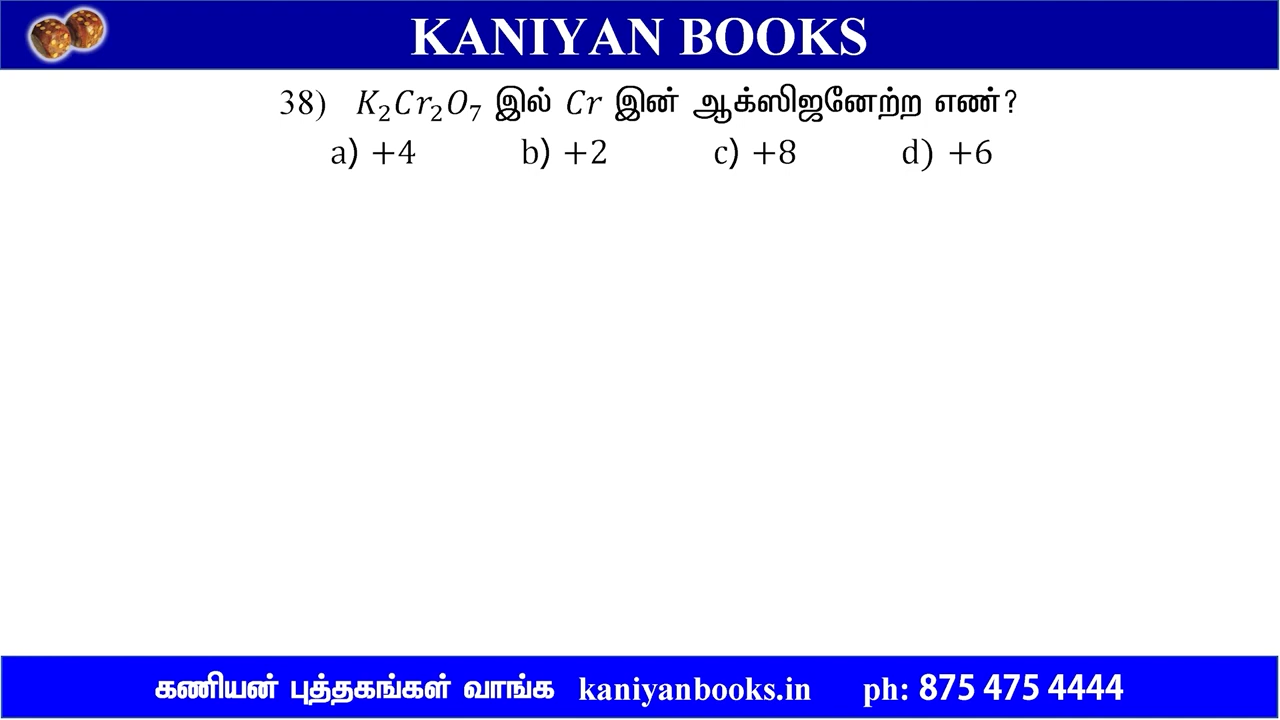 KANIYAN BOOKS
38) K₂Cr₂O₇ இல் Cr இன் ஆக்ஸிஜனேற்ற எண்?
a) +4 b) +2 c) +8 d) +6
கணியன் புத்தகங்கள் வாங்க kaniyanbooks.in ph: 875 475 4444